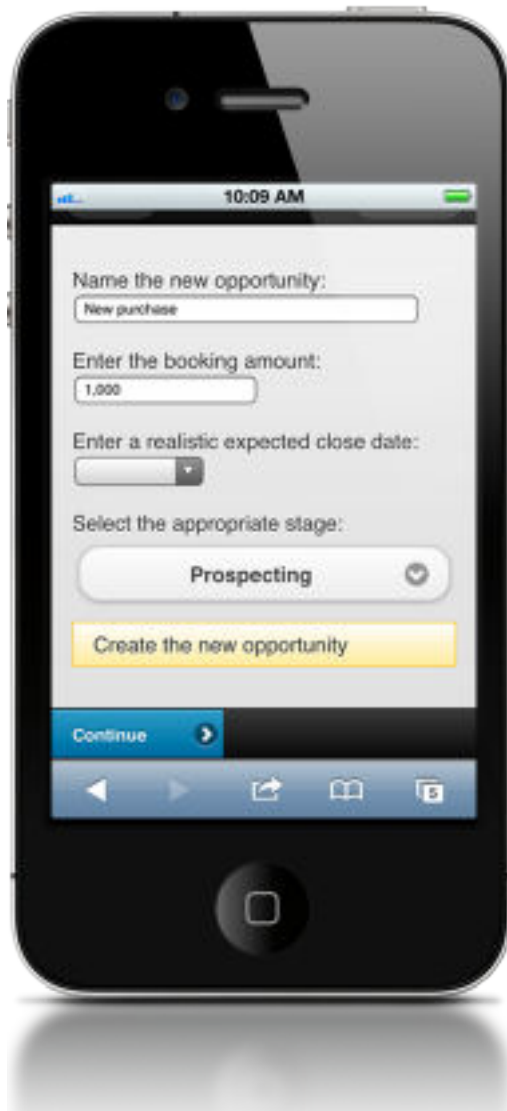 10:09 AM
Name the new opportunity:
New purchase
Enter the booking amount:
1,000
Enter a realistic expected close date:
Select the appropriate stage:
Prospecting
Create the new opportunity
Continue
5